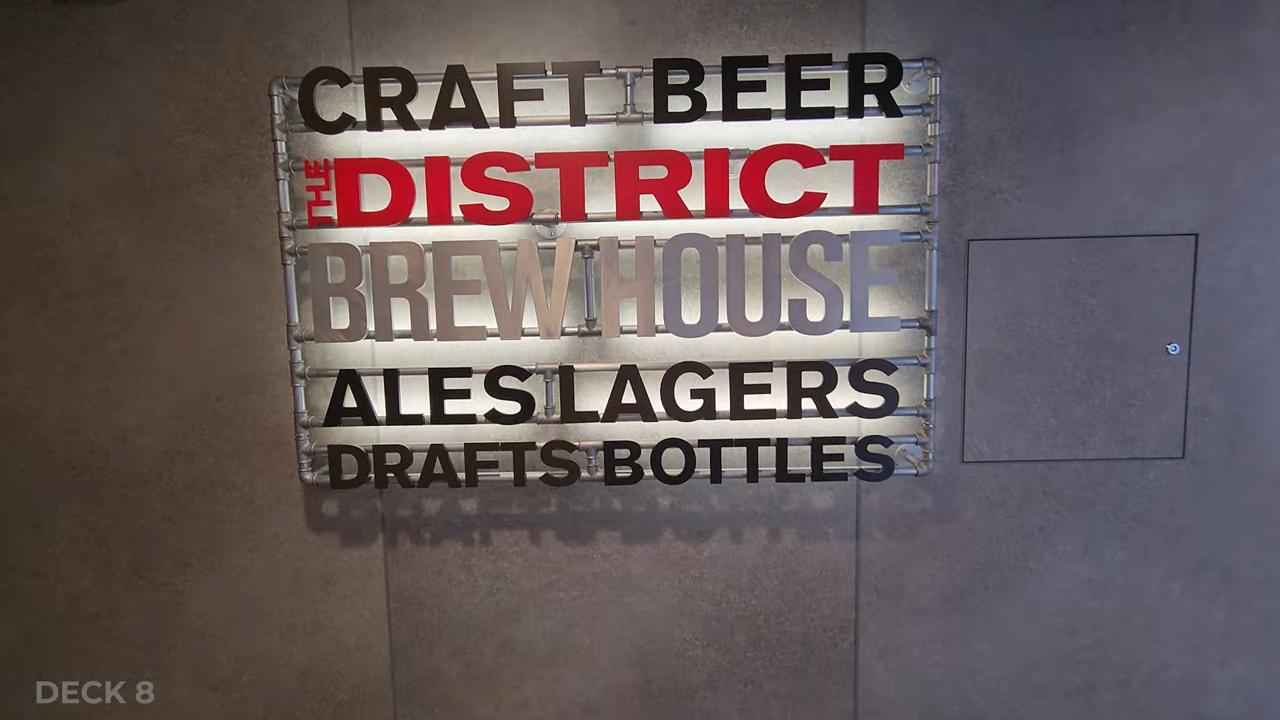 CRAFT BEER
THE DISTRICT
BREW HOUSE
ALES LAGERS
DRAFTS BOTTLES
DECK 8